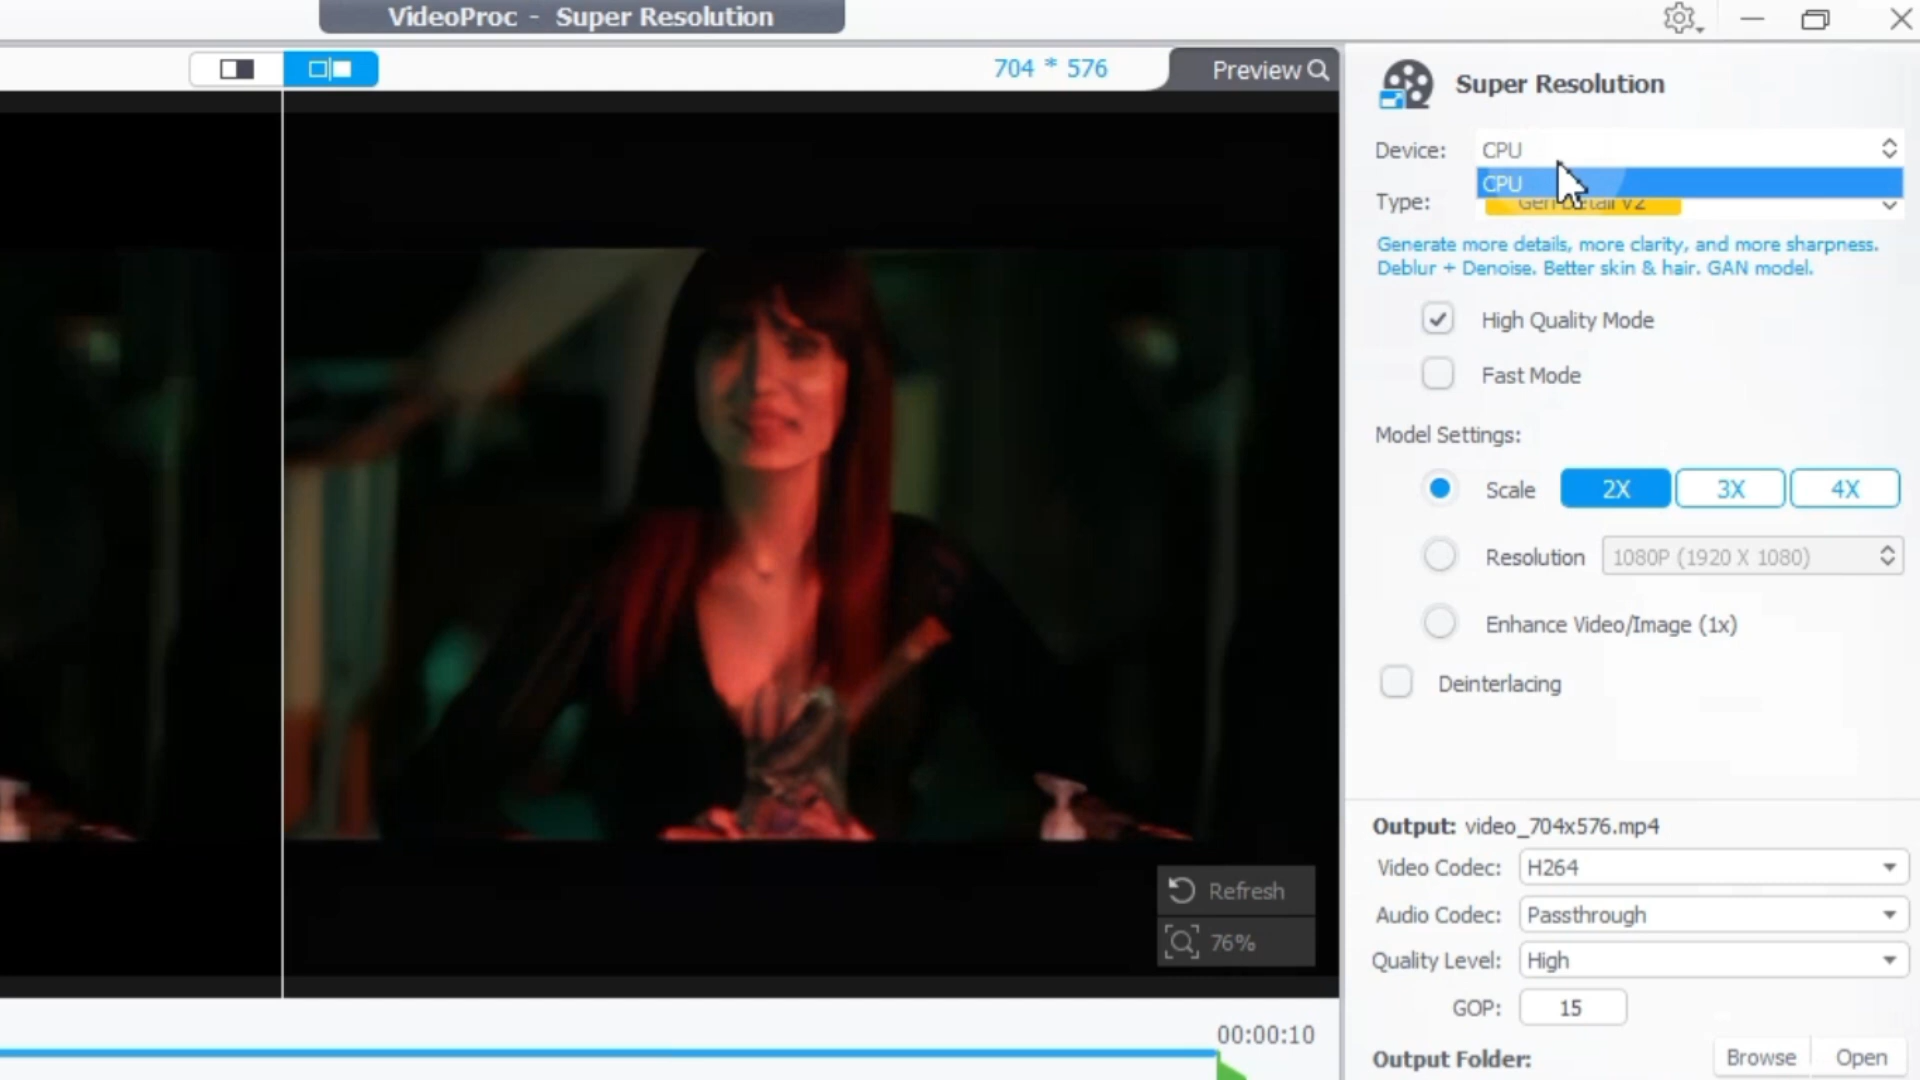 VideoProc - Super Resolution
704 * 576
Preview
Super Resolution
Device: CPU
CPU
Type: Gen Detail v2
Generate more details, more clarity, and more sharpness.
Deblur + Denoise. Better skin & hair. GAN model.
High Quality Mode
Fast Mode
Model Settings:
Scale 2X 3X 4X
Resolution 1080P (1920 X 1080)
Enhance Video/Image (1x)
Deinterlacing
Refresh
76%
Output: video_704x576.mp4
Video Codec: H264
Audio Codec: Passthrough
Quality Level: High
GOP: 15
00:00:10
Output Folder: Browse Open